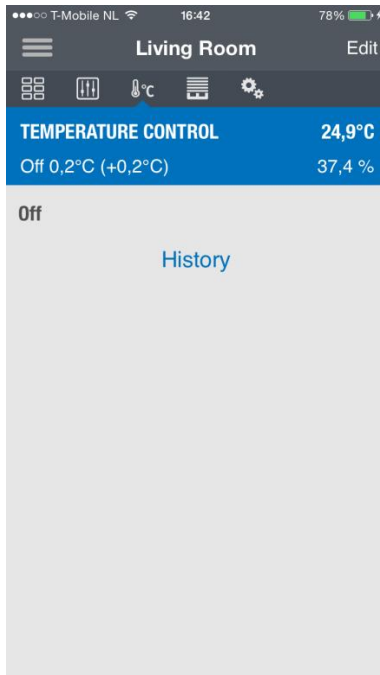 T-Mobile NL 16:42 78%
Living Room Edit
°C
TEMPERATURE CONTROL 24,9°C
Off 0,2°C (+0,2°C) 37,4 %
Off
History